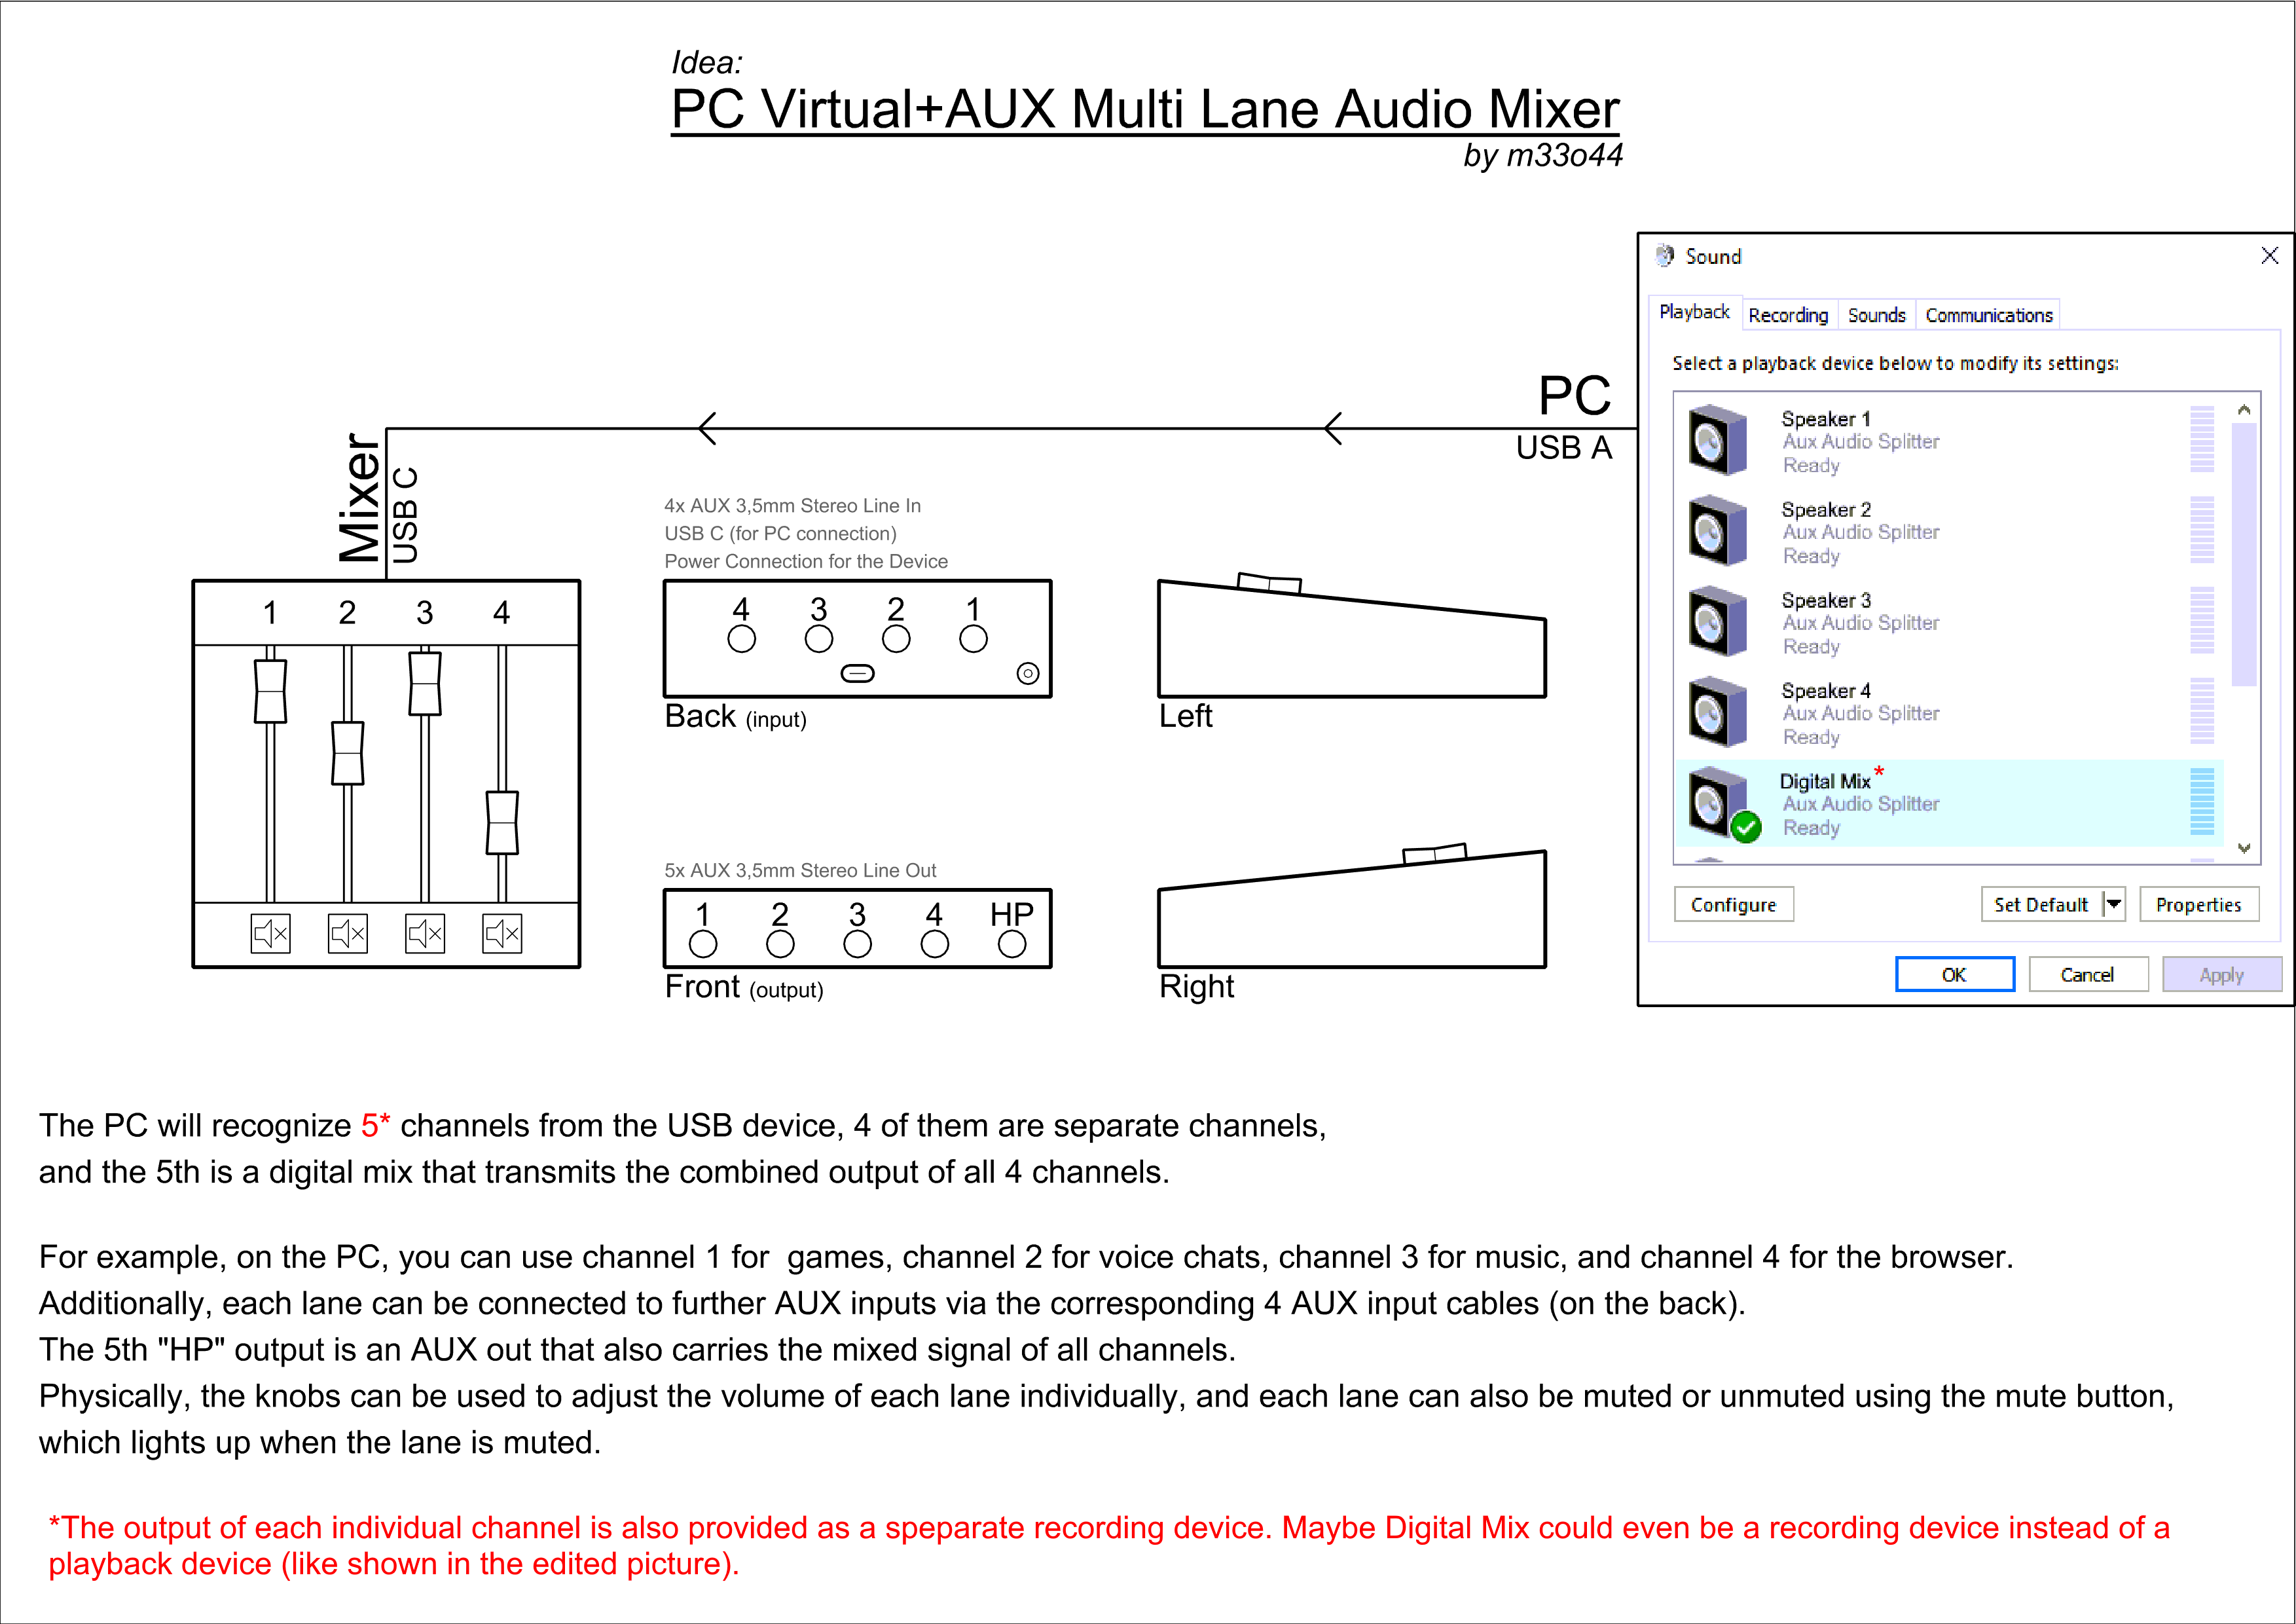 Idea:
PC Virtual+AUX Multi Lane Audio Mixer
by m33o44
Sound
Playback
Recording
Sounds
Communications
Select a playback device below to modify its settings:
Speaker 1
Aux Audio Splitter
Ready
Speaker 2
Aux Audio Splitter
Ready
Speaker 3
Aux Audio Splitter
Ready
Speaker 4
Aux Audio Splitter
Ready
Digital Mix*
Aux Audio Splitter
Ready
Configure
Set Default
Properties
OK
Cancel
Apply
PC
USB A
Mixer
USB C
1 2 3 4
4x AUX 3,5mm Stereo Line In
USB C (for PC connection)
Power Connection for the Device
4 3 2 1
Back (input)
Left
5x AUX 3,5mm Stereo Line Out
1 2 3 4 HP
Front (output)
Right
The PC will recognize 5* channels from the USB device, 4 of them are separate channels,
and the 5th is a digital mix that transmits the combined output of all 4 channels.
For example, on the PC, you can use channel 1 for  games, channel 2 for voice chats, channel 3 for music, and channel 4 for the browser.
Additionally, each lane can be connected to further AUX inputs via the corresponding 4 AUX input cables (on the back).
The 5th "HP" output is an AUX out that also carries the mixed signal of all channels.
Physically, the knobs can be used to adjust the volume of each lane individually, and each lane can also be muted or unmuted using the mute button,
which lights up when the lane is muted.
*The output of each individual channel is also provided as a speparate recording device. Maybe Digital Mix could even be a recording device instead of a
playback device (like shown in the edited picture).